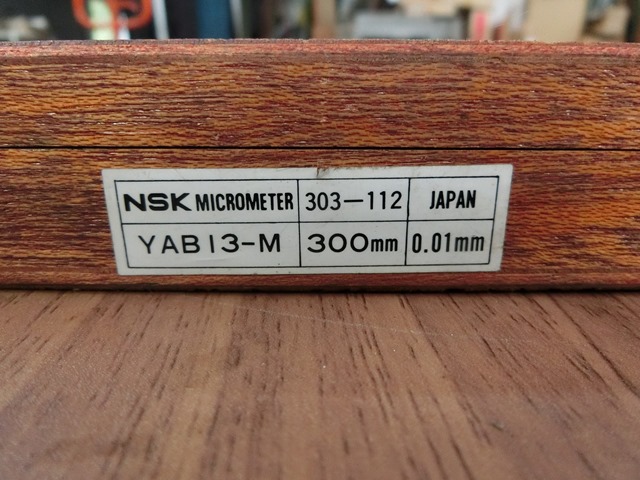 NSK MICROMETER 303-112 JAPAN
YAB13-M 300mm 0.01mm